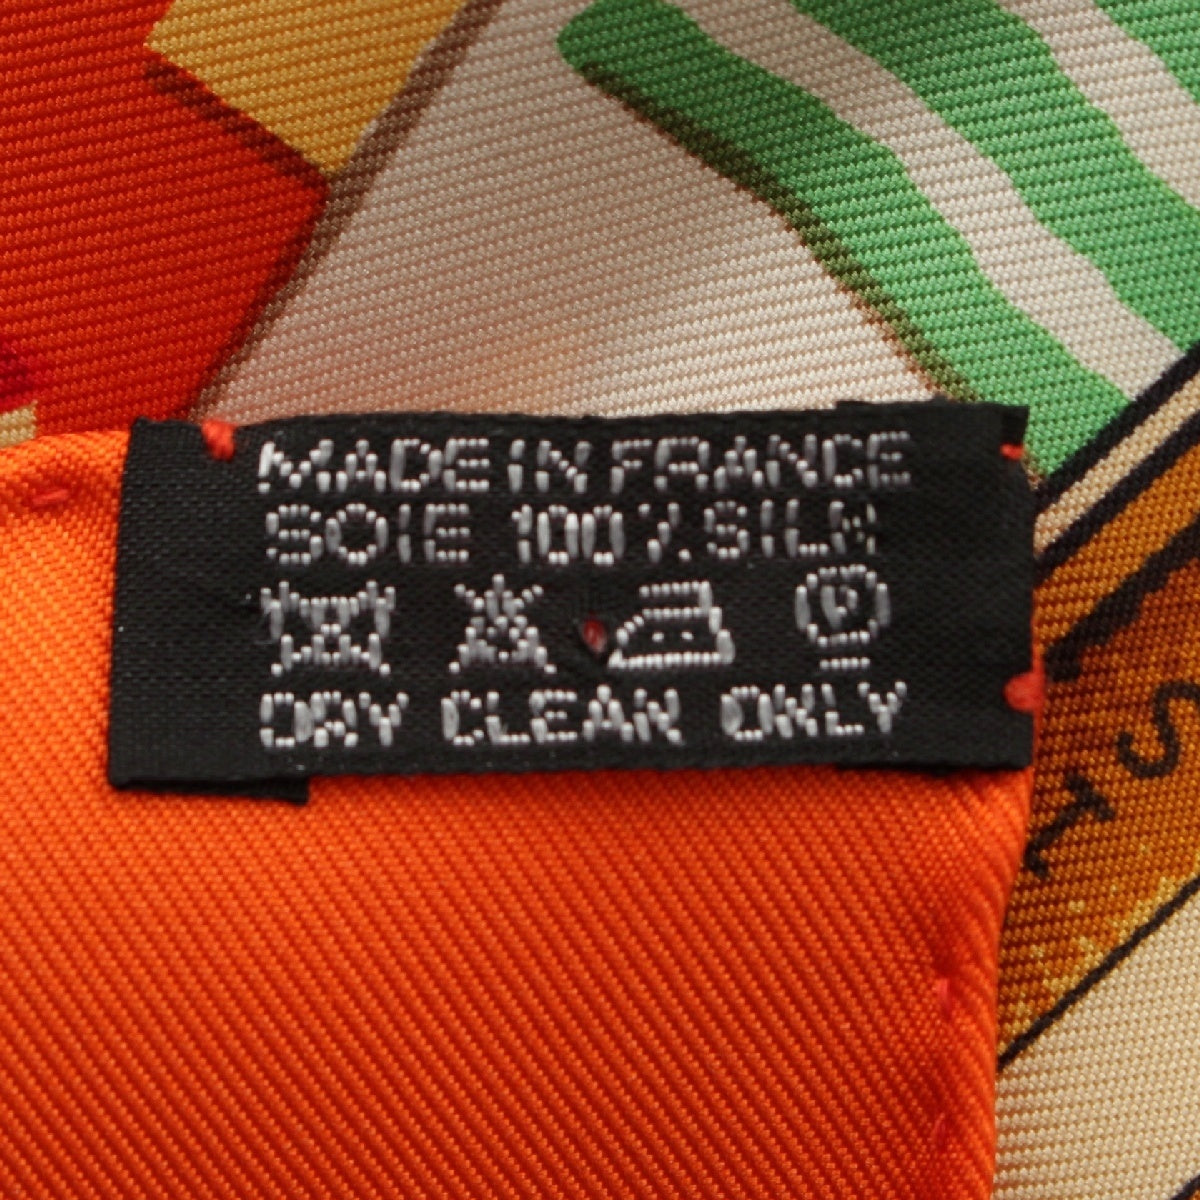 MADE IN FRANCE
SOIE 100% SILK
P
DRY CLEAN ONLY